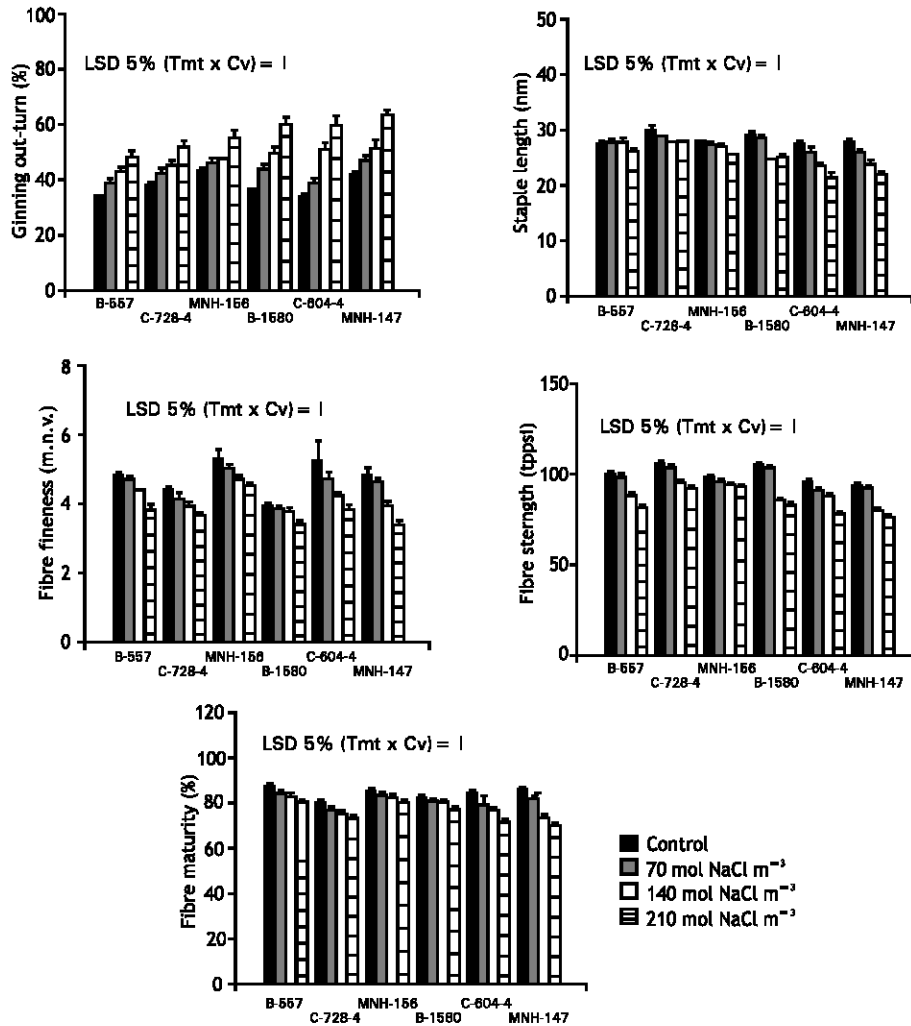 Ginning out-turn (%)
100
80
60
40
20
0
LSD 5% (Tmt x Cv) = I
B-557
C-728-4
MNH-156
B-1580
C-604-4
MNH-147
Staple length (nm)
50
40
30
20
10
0
LSD 5% (Tmt x Cv) = I
B-557
C-728-4
MNH-156
B-1580
C-604-4
MNH-147
Fibre fineness (m.n.v.)
8
6
4
2
0
LSD 5% (Tmt x Cv) = I
B-557
C-728-4
MNH-156
B-1580
C-604-4
MNH-147
Fibre sterngth (tppsi)
150
100
50
0
LSD 5% (Tmt x Cv) = I
B-557
C-728-4
MNH-156
B-1580
C-604-4
MNH-147
Fibre maturity (%)
120
100
80
60
40
20
0
LSD 5% (Tmt x Cv) = I
B-557
C-728-4
MNH-156
B-1580
C-604-4
MNH-147
Control
70 mol NaCl m⁻³
140 mol NaCl m⁻³
210 mol NaCl m⁻³